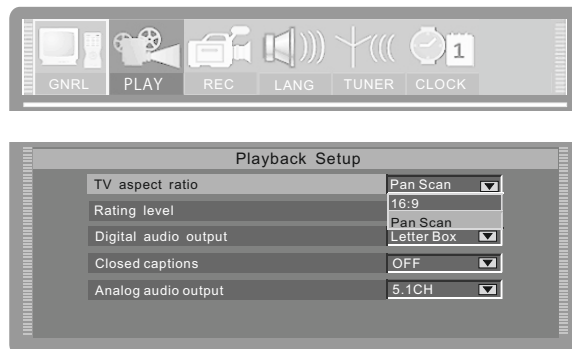 1
GNRL PLAY REC LANG TUNER CLOCK
Playback Setup
TV aspect ratio Pan Scan
16:9
Rating level
Pan Scan
Digital audio output Letter Box
Closed captions OFF
Analog audio output 5.1CH